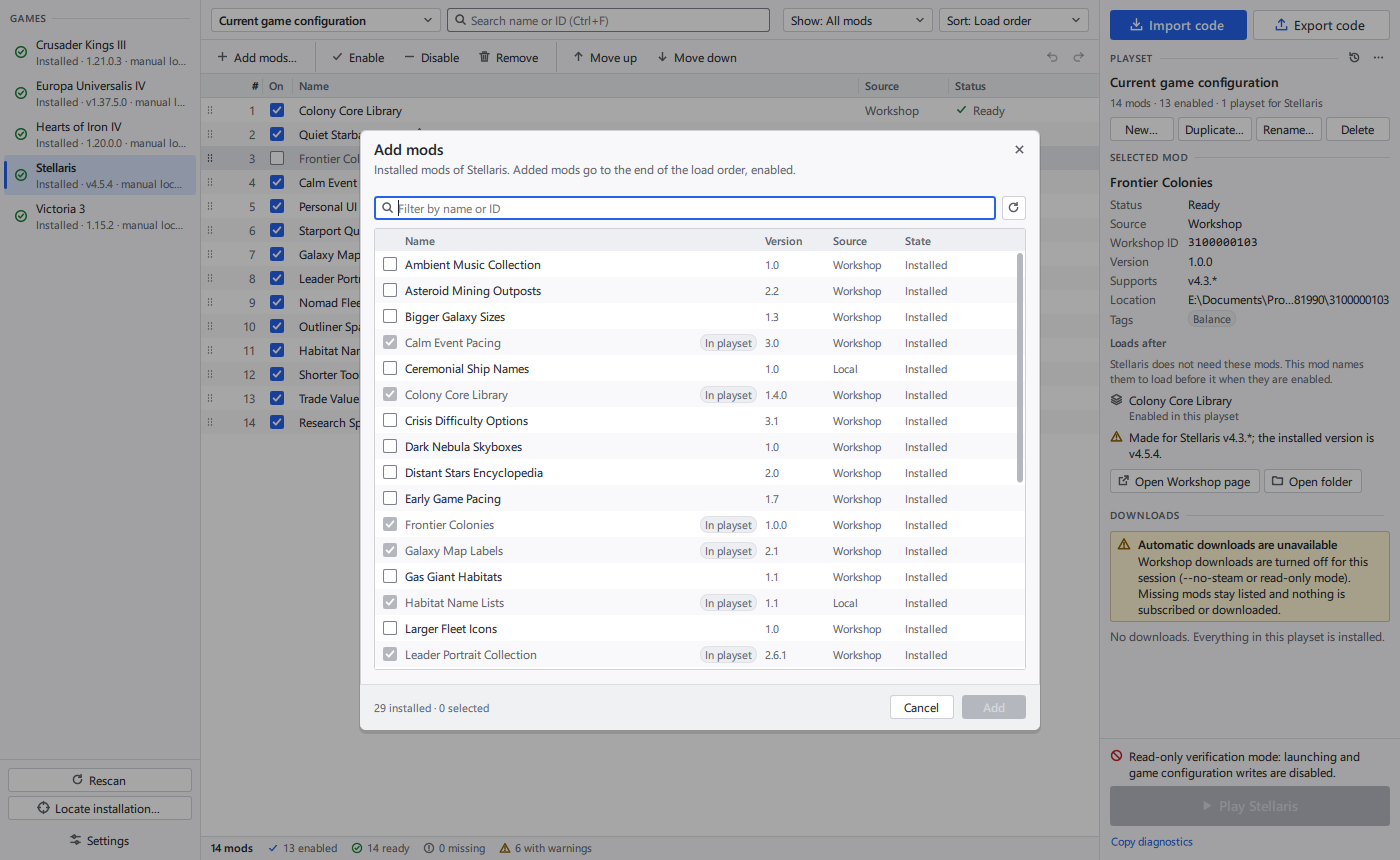 GAMES
Crusader Kings III
Installed · 1.21.0.3 · manual lo...
Europa Universalis IV
Installed · v1.37.5.0 · manual l...
Hearts of Iron IV
Installed · 1.20.0.0 · manual lo...
Stellaris
Installed · v4.5.4 · manual loc...
Victoria 3
Installed · 1.15.2 · manual loc...
Rescan
Locate installation...
Settings
Current game configuration
Search name or ID (Ctrl+F)
Show: All mods
Sort: Load order
Add mods...
Enable
Disable
Remove
Move up
Move down
# On Name Source Status
1 Colony Core Library Workshop Ready
2 Quiet Starba
3 Frontier Col
4 Calm Event
5 Personal UI
6 Starport Qu
7 Galaxy Map
8 Leader Portr
9 Nomad Flee
10 Outliner Spa
11 Habitat Nar
12 Shorter Too
13 Trade Value
14 Research Sp
Add mods
Installed mods of Stellaris. Added mods go to the end of the load order, enabled.
Filter by name or ID
Name Version Source State
Ambient Music Collection 1.0 Workshop Installed
Asteroid Mining Outposts 2.2 Workshop Installed
Bigger Galaxy Sizes 1.3 Workshop Installed
Calm Event Pacing In playset 3.0 Workshop Installed
Ceremonial Ship Names 1.0 Local Installed
Colony Core Library In playset 1.4.0 Workshop Installed
Crisis Difficulty Options 3.1 Workshop Installed
Dark Nebula Skyboxes 1.0 Workshop Installed
Distant Stars Encyclopedia 2.0 Workshop Installed
Early Game Pacing 1.7 Workshop Installed
Frontier Colonies In playset 1.0.0 Workshop Installed
Galaxy Map Labels In playset 2.1 Workshop Installed
Gas Giant Habitats 1.1 Workshop Installed
Habitat Name Lists In playset 1.1 Local Installed
Larger Fleet Icons 1.0 Workshop Installed
Leader Portrait Collection In playset 2.6.1 Workshop Installed
29 installed · 0 selected
Cancel
Add
14 mods 13 enabled 14 ready 0 missing 6 with warnings
Import code
Export code
PLAYSET
Current game configuration
14 mods · 13 enabled · 1 playset for Stellaris
New...
Duplicate...
Rename...
Delete
SELECTED MOD
Frontier Colonies
Status Ready
Source Workshop
Workshop ID 3100000103
Version 1.0.0
Supports v4.3.*
Location E:\Documents\Pro...81990\3100000103
Tags Balance
Loads after
Stellaris does not need these mods. This mod names
them to load before it when they are enabled.
Colony Core Library
Enabled in this playset
Made for Stellaris v4.3.*; the installed version is
v4.5.4.
Open Workshop page
Open folder
DOWNLOADS
Automatic downloads are unavailable
Workshop downloads are turned off for this
session (--no-steam or read-only mode).
Missing mods stay listed and nothing is
subscribed or downloaded.
No downloads. Everything in this playset is installed.
Read-only verification mode: launching and
game configuration writes are disabled.
Play Stellaris
Copy diagnostics